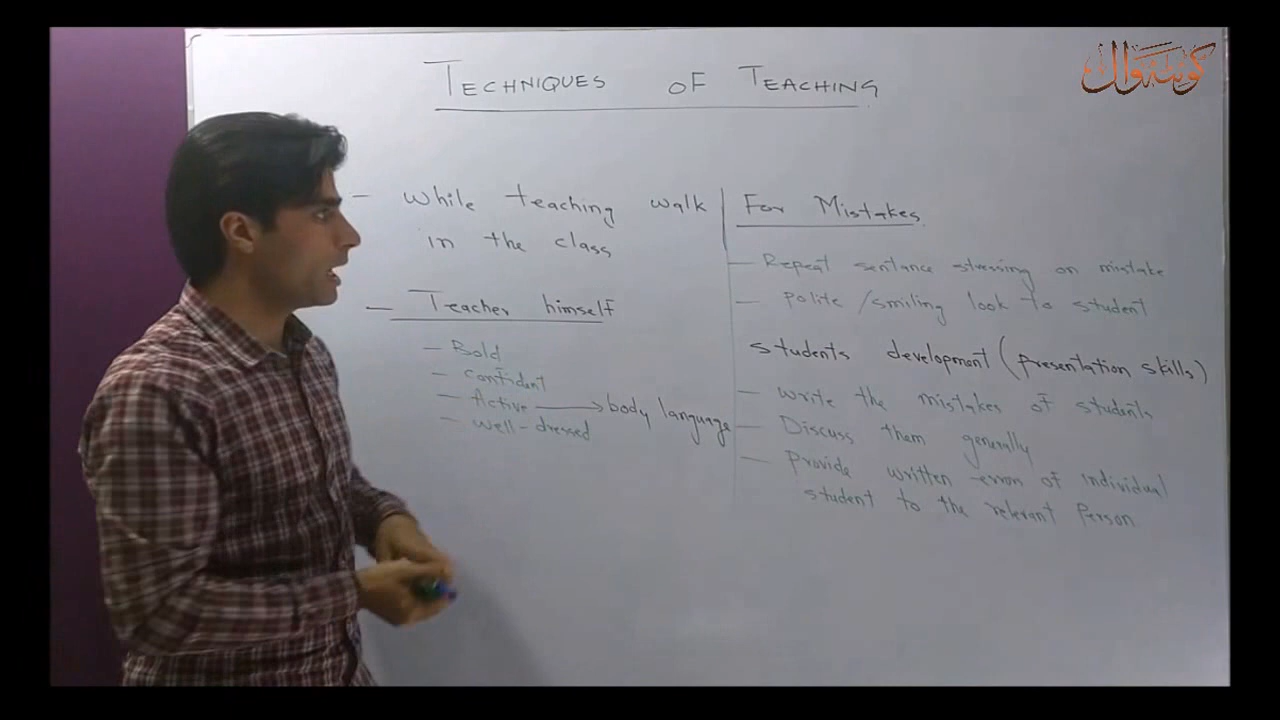 کوئٹہ وال
TECHNIQUES OF TEACHING
- While teaching walk
in the class
- Teacher himself
- Bold
- Confident
- Active → body language
- well-dressed
For Mistakes
- Repeat sentance stressing on mistake
- polite/smiling look to student
students development (presentation skills)
- write the mistakes of students
- Discuss them generally
- Provide written error of individual
student to the relevant Person